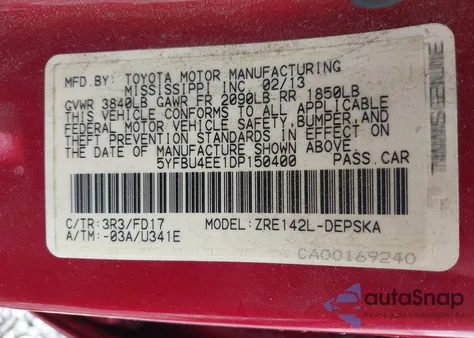 TOYOTA MOTOR MANUFACTURING
MFD. BY: MISSISSIPPI INC. 02/13
GVWR 3840LB GAWR FR 2090LB RR 1850LB
THIS VEHICLE CONFORMS TO ALL APPLICABLE
FEDERAL MOTOR VEHICLE SAFETY, BUMPER, AND
THEFT PREVENTION STANDARDS IN EFFECT ON
THE DATE OF MANUFACTURE SHOWN ABOVE.
5YFBU4EE1DP150400 PASS.CAR
C/TR: 3R3/FD17 MODEL: ZRE142L-DEPSKA
A/TM: -03A/U341E
CA00169240
autoSnap